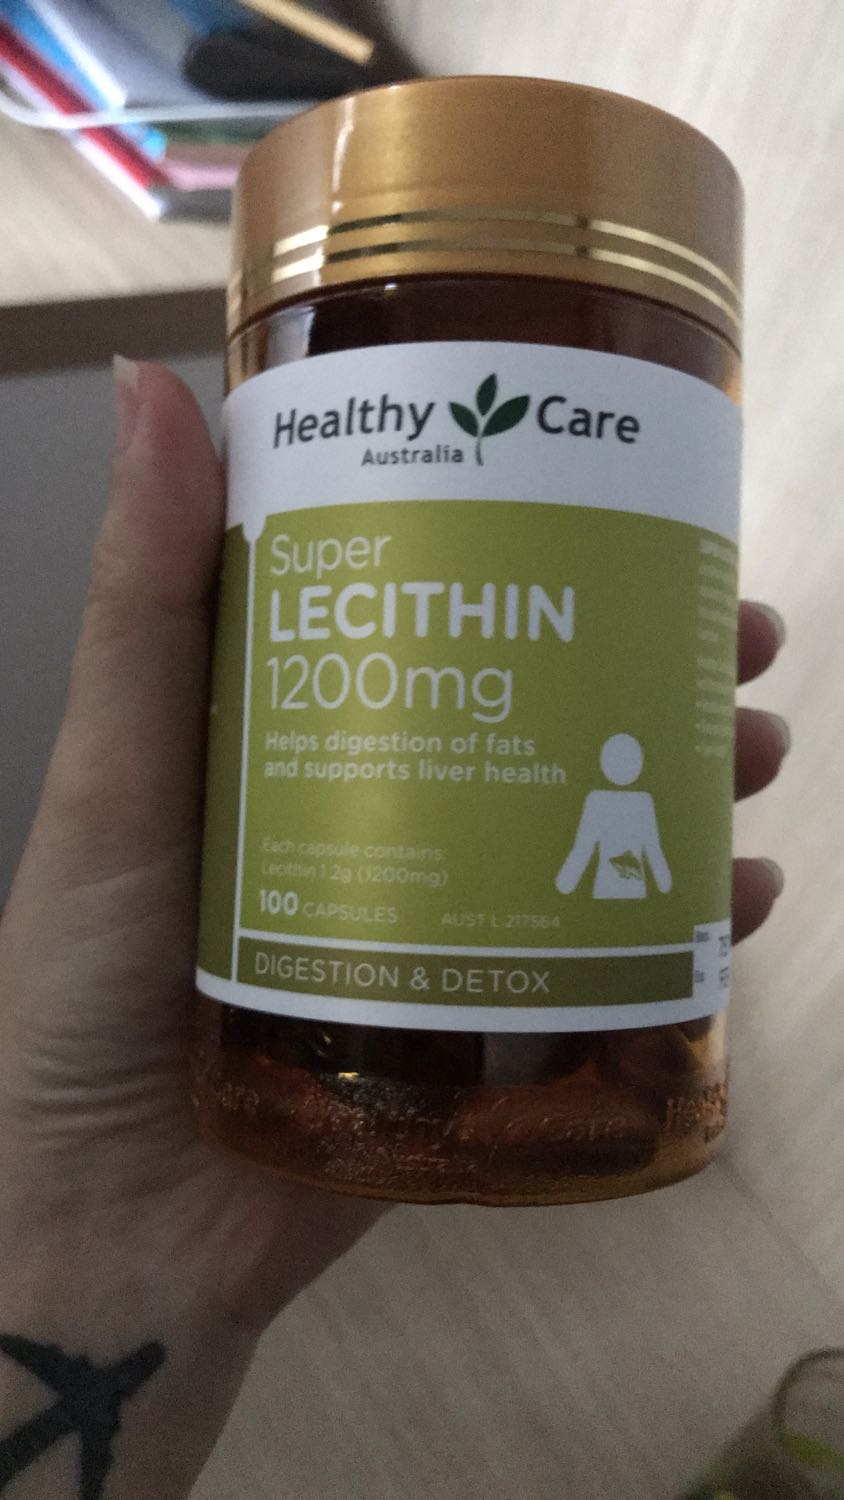 Healthy Care
Australia
Super
LECITHIN
1200mg
Helps digestion of fats
and supports liver health
Each capsule contains:
Lecithin 1.2g (1200mg)
100 CAPSULES
AUST L 217564
DIGESTION & DETOX